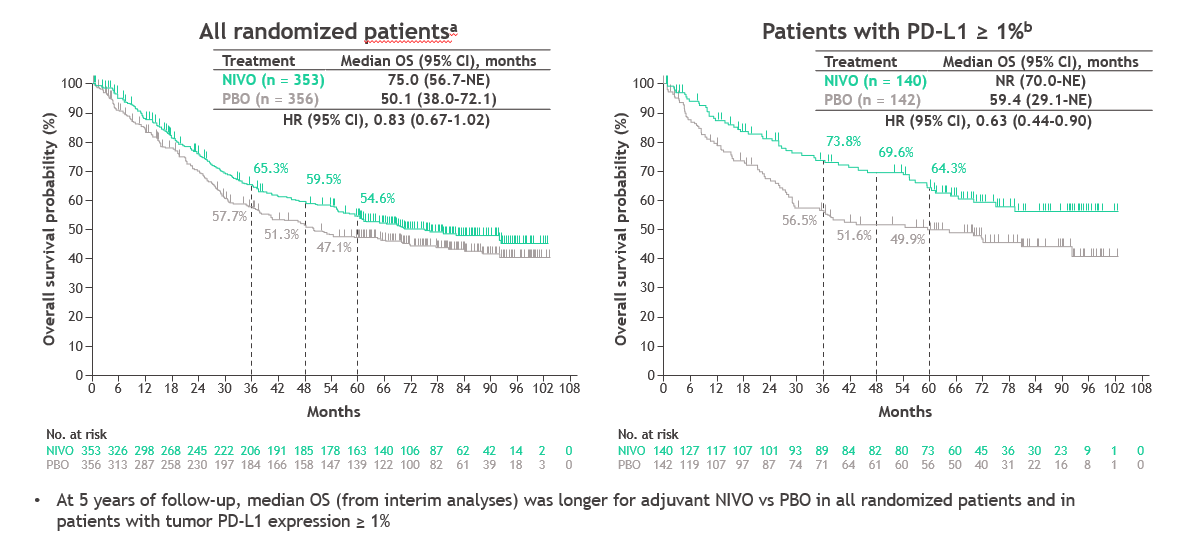 All randomized patientsᵃ
Treatment Median OS (95% CI), months
NIVO (n = 353) 75.0 (56.7-NE)
PBO (n = 356) 50.1 (38.0-72.1)
HR (95% CI), 0.83 (0.67-1.02)
Overall survival probability (%)
100
90
80
70
60
50
40
30
20
10
0
65.3%
59.5%
54.6%
57.7%
51.3%
47.1%
0 6 12 18 24 30 36 42 48 54 60 66 72 78 84 90 96 102 108
Months
No. at risk
NIVO 353 326 298 268 245 222 206 191 185 178 163 140 106 87 62 42 14 2 0
PBO 356 313 287 258 230 197 184 166 158 147 139 122 100 82 61 39 18 3 0
Patients with PD-L1 ≥ 1%ᵇ
Treatment Median OS (95% CI), months
NIVO (n = 140) NR (70.0-NE)
PBO (n = 142) 59.4 (29.1-NE)
HR (95% CI), 0.63 (0.44-0.90)
Overall survival probability (%)
100
90
80
70
60
50
40
30
20
10
0
73.8%
69.6%
64.3%
56.5%
51.6%
49.9%
0 6 12 18 24 30 36 42 48 54 60 66 72 78 84 90 96 102 108
Months
No. at risk
NIVO 140 127 117 107 101 93 89 84 82 80 73 60 45 36 30 23 9 1 0
PBO 142 119 107 97 87 74 71 64 61 60 56 50 40 31 22 16 8 1 0
• At 5 years of follow-up, median OS (from interim analyses) was longer for adjuvant NIVO vs PBO in all randomized patients and in
patients with tumor PD-L1 expression ≥ 1%